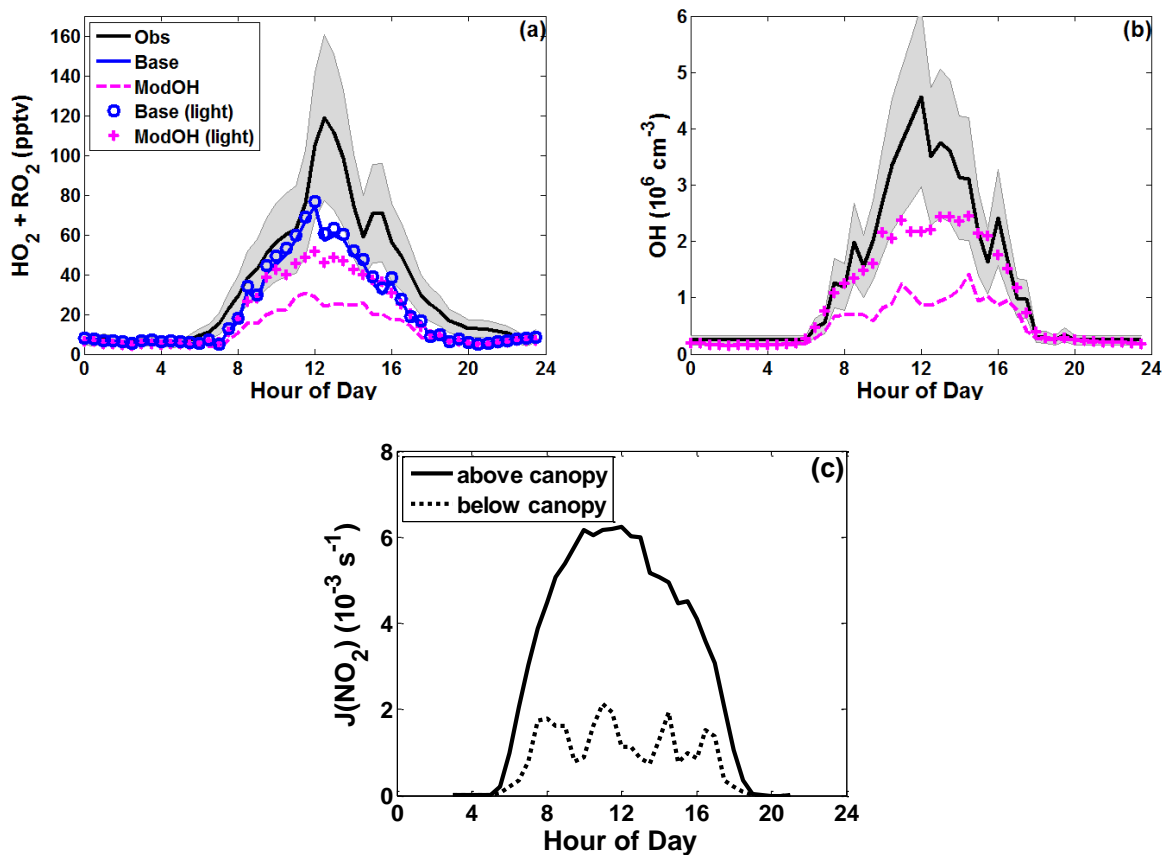 (a)
HO2 + RO2 (pptv)
160
140
120
100
80
60
40
20
0
Obs
Base
ModOH
Base (light)
ModOH (light)
0 4 8 12 16 20 24
Hour of Day
(b)
OH (10^6 cm^-3)
6
5
4
3
2
1
0
0 4 8 12 16 20 24
Hour of Day
(c)
J(NO2) (10^-3 s^-1)
8
6
4
2
0
above canopy
below canopy
0 4 8 12 16 20 24
Hour of Day